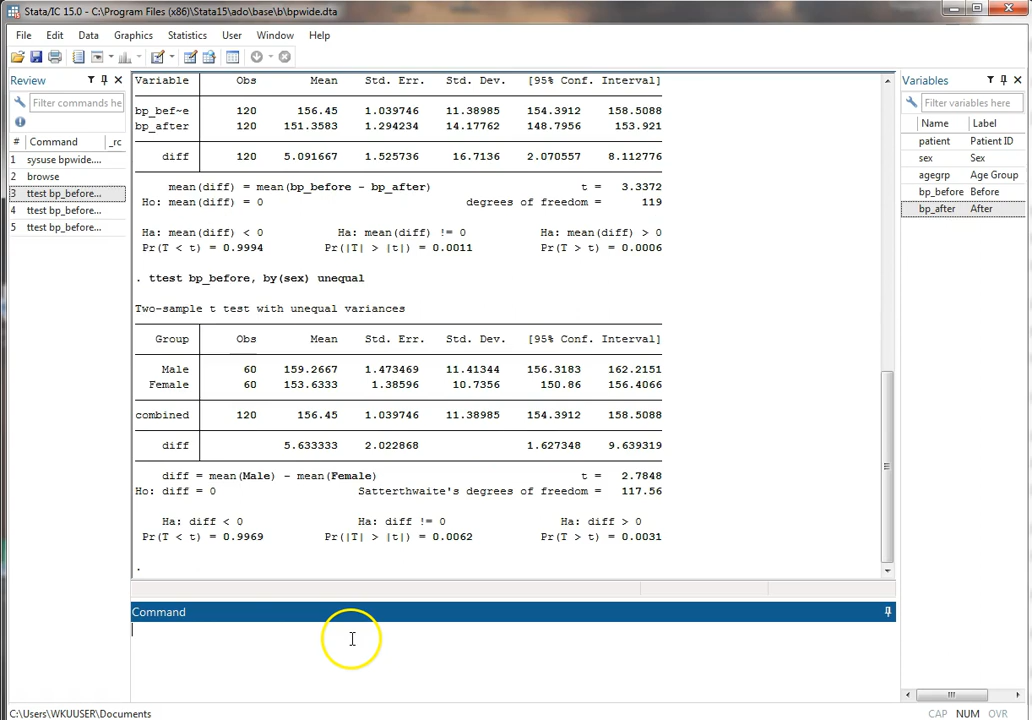 Stata/IC 15.0 - C:\Program Files (x86)\Stata15\ado\base\b\bpwide.dta
File Edit Data Graphics Statistics User Window Help
Review
Filter commands he
# Command _rc
1 sysuse bpwide....
2 browse
3 ttest bp_before...
4 ttest bp_before...
5 ttest bp_before...
Variable Obs Mean Std. Err. Std. Dev. [95% Conf. Interval]
bp_bef~e 120 156.45 1.039746 11.38985 154.3912 158.5088
bp_after 120 151.3583 1.294234 14.17762 148.7956 153.921
diff 120 5.091667 1.525736 16.7136 2.070557 8.112776
mean(diff) = mean(bp_before - bp_after) t = 3.3372
Ho: mean(diff) = 0 degrees of freedom = 119
Ha: mean(diff) < 0 Ha: mean(diff) != 0 Ha: mean(diff) > 0
Pr(T < t) = 0.9994 Pr(|T| > |t|) = 0.0011 Pr(T > t) = 0.0006
. ttest bp_before, by(sex) unequal
Two-sample t test with unequal variances
Group Obs Mean Std. Err. Std. Dev. [95% Conf. Interval]
Male 60 159.2667 1.473469 11.41344 156.3183 162.2151
Female 60 153.6333 1.38596 10.7356 150.86 156.4066
combined 120 156.45 1.039746 11.38985 154.3912 158.5088
diff 5.633333 2.022868 1.627348 9.639319
diff = mean(Male) - mean(Female) t = 2.7848
Ho: diff = 0 Satterthwaite's degrees of freedom = 117.56
Ha: diff < 0 Ha: diff != 0 Ha: diff > 0
Pr(T < t) = 0.9969 Pr(|T| > |t|) = 0.0062 Pr(T > t) = 0.0031
.
Command
Variables
Filter variables here
Name Label
patient Patient ID
sex Sex
agegrp Age Group
bp_before Before
bp_after After
C:\Users\WKUUSER\Documents
CAP NUM OVR